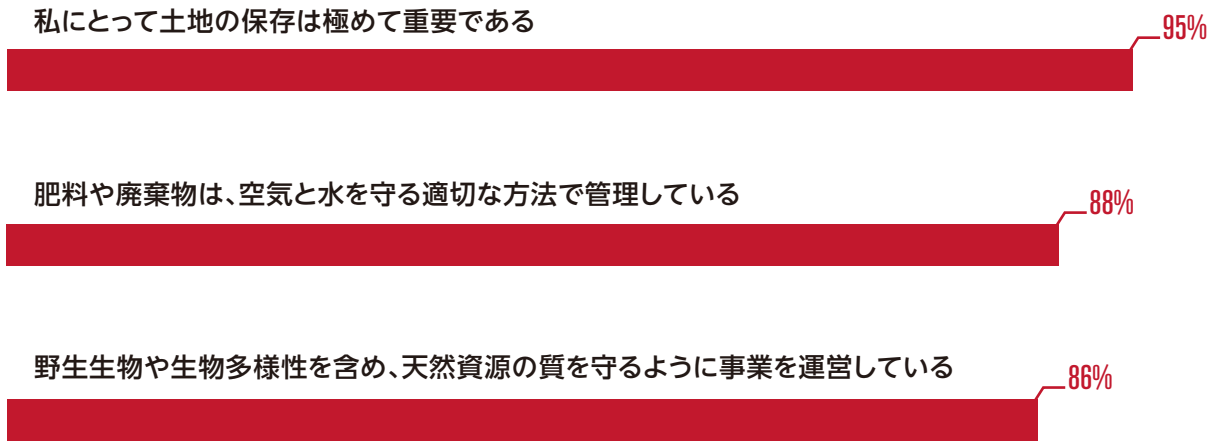 私にとって土地の保存は極めて重要である
95%
肥料や廃棄物は、空気と水を守る適切な方法で管理している
88%
野生生物や生物多様性を含め、天然資源の質を守るように事業を運営している
86%